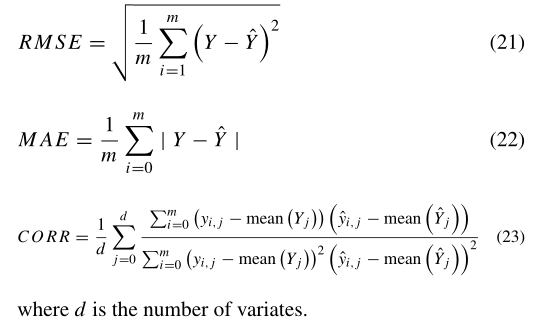 RMSE = \sqrt{\frac{1}{m} \sum_{i=1}^{m} \left( Y - \hat{Y} \right)^2} (21)
MAE = \frac{1}{m} \sum_{i=0}^{m} | Y - \hat{Y} | (22)
CORR = \frac{1}{d} \sum_{j=0}^{d} \frac{\sum_{i=0}^{m} \left( y_{i,j} - \text{mean} \left( Y_j \right) \right) \left( \hat{y}_{i,j} - \text{mean} \left( \hat{Y}_j \right) \right)}{\sum_{i=0}^{m} \left( y_{i,j} - \text{mean} \left( Y_j \right) \right)^2 \left( \hat{y}_{i,j} - \text{mean} \left( \hat{Y}_j \right) \right)^2} (23)
where d is the number of variates.